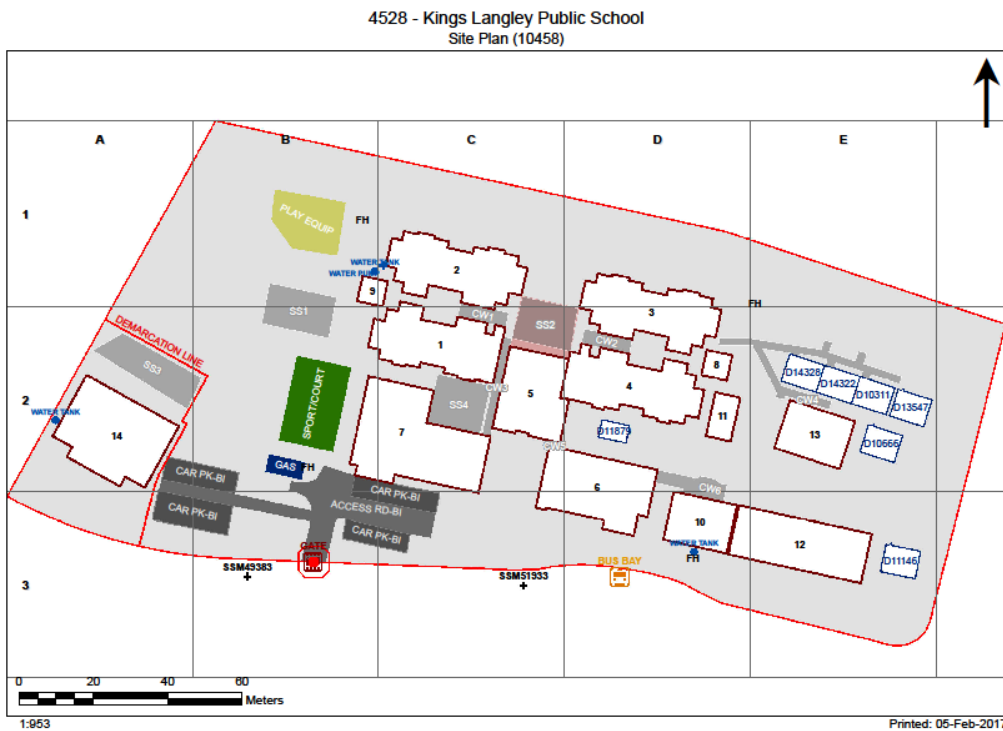 4528 - Kings Langley Public School
Site Plan (10458)
A
B
C
D
E
1
PLAY EQUIP
FH
WATER TANK
2
WATER
9
SS1
CW1
SS2
3
FH
CW2
DEMARCATION LINE
SS3
1
8
D14328
D14322
D10311
D13547
CW4
2
WATER TANK
14
SPORT/COURT
SS4
CW3
5
4
11
D11879
13
D10666
7
CW5
GAS
FH
CAR PK-BI
CAR PK-BI
6
CW6
CAR PK-BI
ACCESS RD-BI
CAR PK-BI
10
12
WATER TANK
FH
GATE
SSM49383
SSM51933
BUS BAY
D11146
3
0
20
40
60
Meters
1:953
Printed: 05-Feb-2017